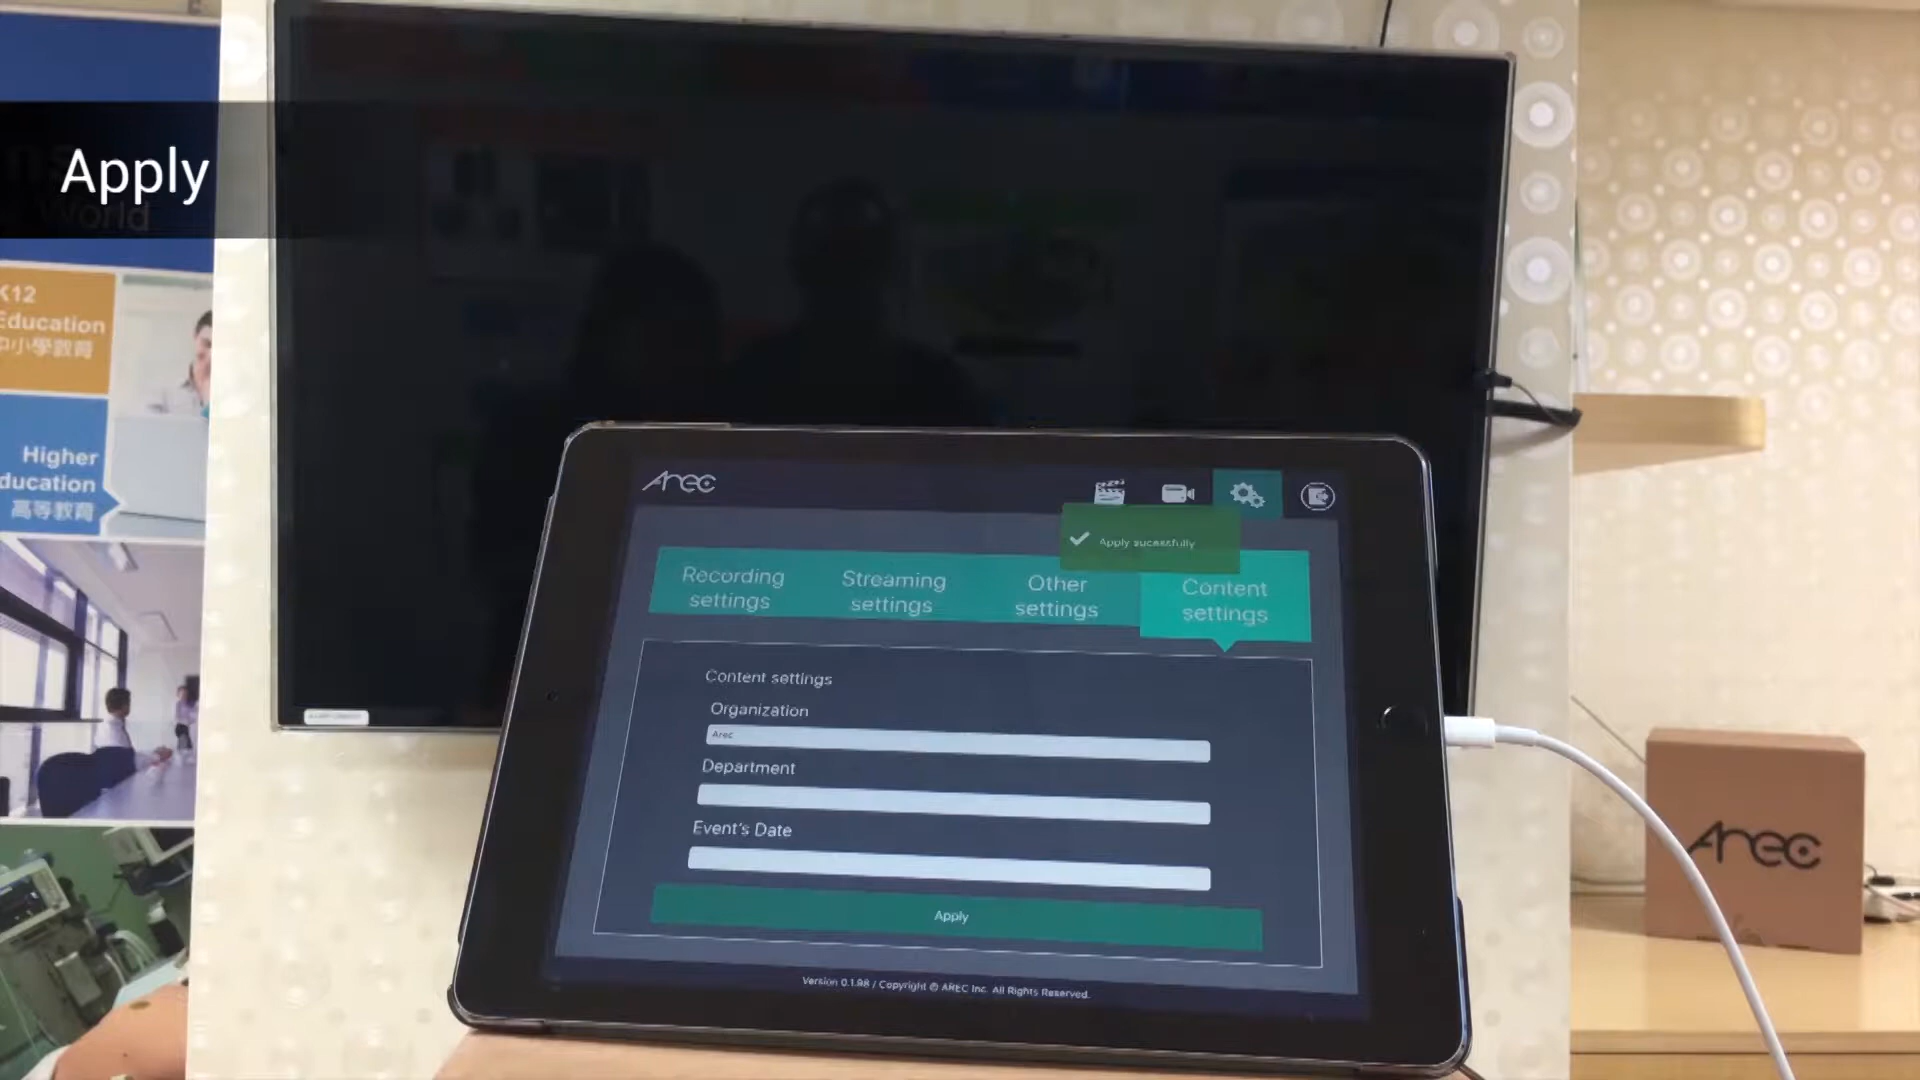 Apply
World
K12
Education
中小學教育
Higher
ducation
高等教育
Arec
Apply sucessfully
Recording
settings
Streaming
settings
Other
settings
Content
settings
Content settings
Organization
Arec
Department
Event's Date
Apply
Version 0.1.98 / Copyright © AREC Inc. All Rights Reserved.
Arec